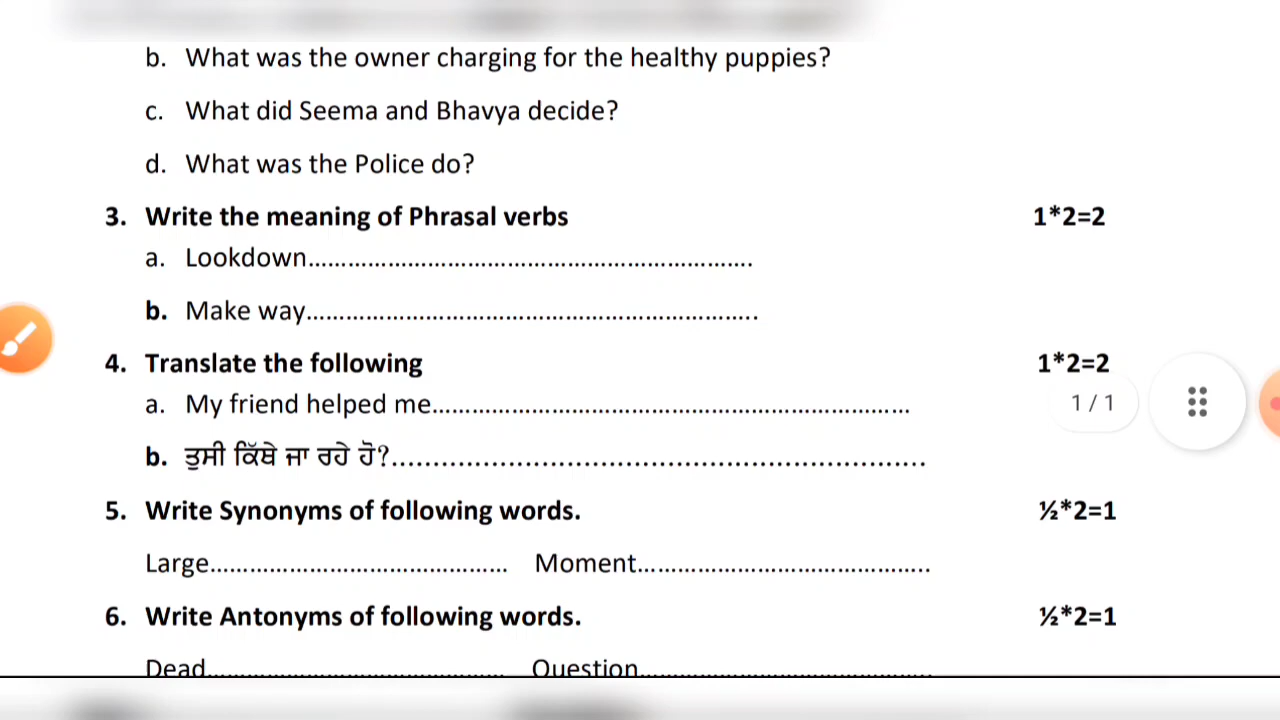 b. What was the owner charging for the healthy puppies?
c. What did Seema and Bhavya decide?
d. What was the Police do?
3. Write the meaning of Phrasal verbs 1*2=2
a. Lookdown...................................................................
b. Make way....................................................................
4. Translate the following 1*2=2
a. My friend helped me........................................................................
1 / 1
b. ਤੁਸੀ ਕਿੱਥੇ ਜਾ ਰਹੇ ਹੋ?................................................................
5. Write Synonyms of following words. ½*2=1
Large............................................. Moment............................................
6. Write Antonyms of following words. ½*2=1
Dead............................................. Question............................................